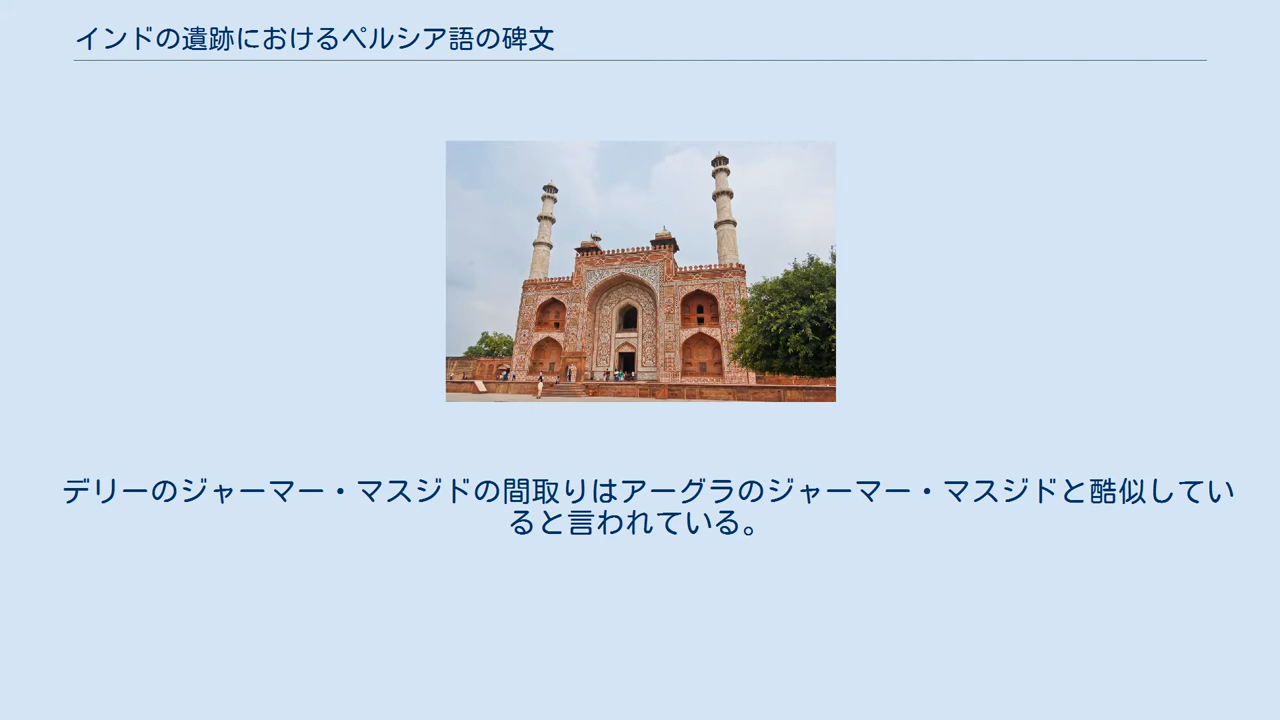 インドの遺跡におけるペルシア語の碑文
デリーのジャーマー・マスジドの間取りはアーグラのジャーマー・マスジドと酷似してい
ると言われている。